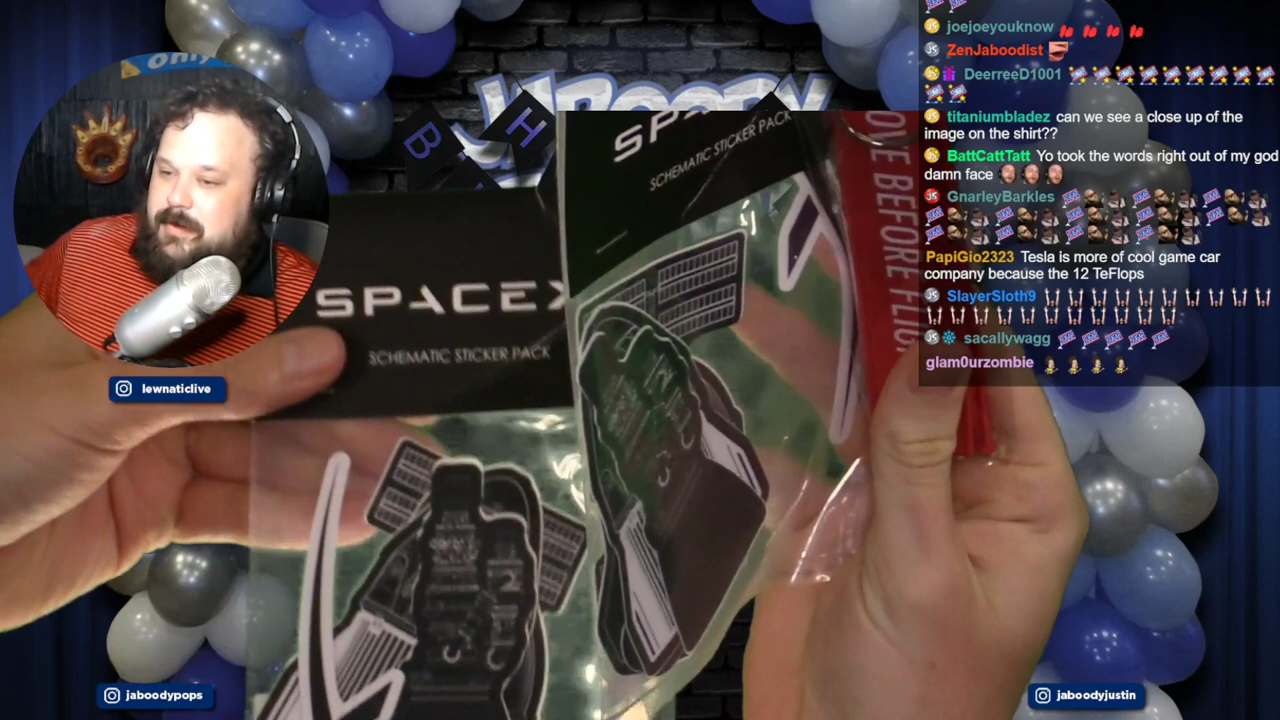 Only
JABOODY
B
H
SPACEX
SCHEMATIC STICKER PACK
SP
SCHEMATIC STICKER PACK
OVE BEFORE FLIG
lewnaticlive
jaboodypops
jaboodyjustin
joejoeyouknow
ZenJaboodist
DeerreeD1001
titaniumbladez can we see a close up of the
image on the shirt??
BattCattTatt Yo took the words right out of my god
damn face
GnarleyBarkles
PapiGio2323 Tesla is more of cool game car
company because the 12 TeFlops
SlayerSloth9
sacallywagg
glam0urzombie